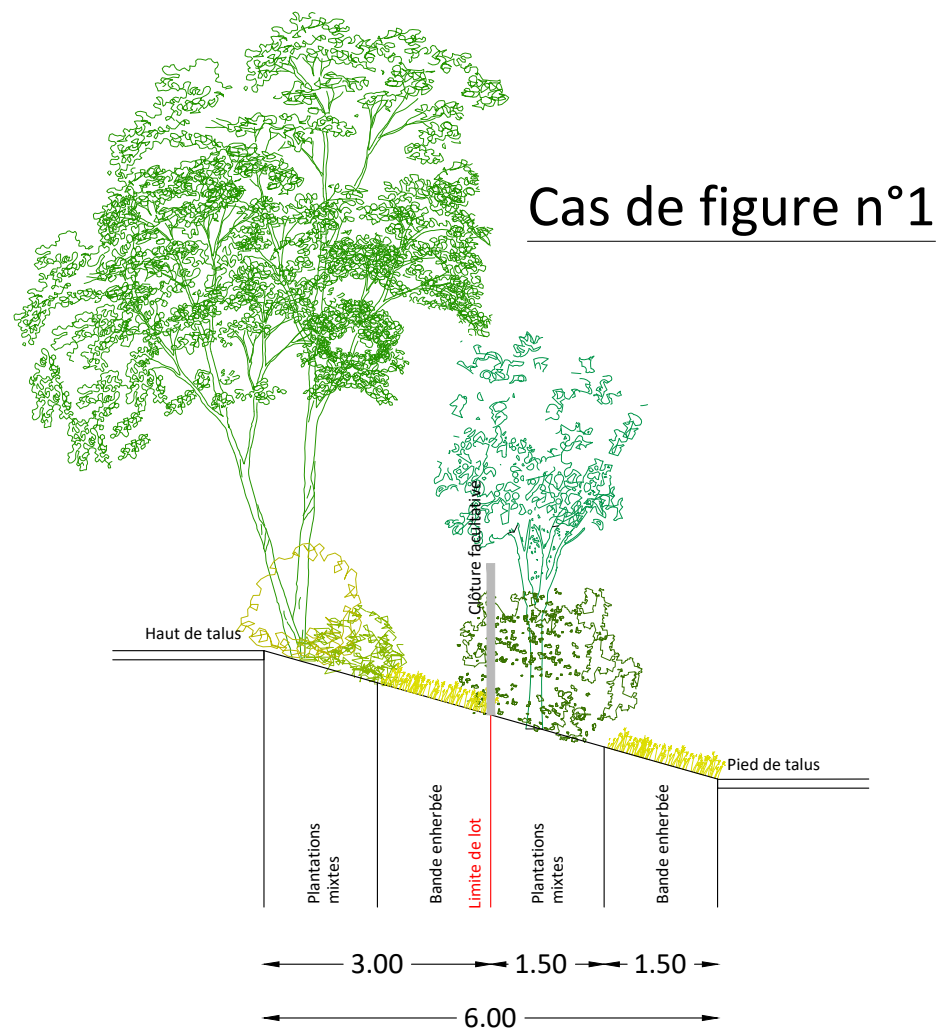 Cas de figure n°1
Clôture facultative
Haut de talus
Pied de talus
Plantations
mixtes
Bande enherbée
Limite de lot
Plantations
mixtes
Bande enherbée
3.00
1.50
1.50
6.00